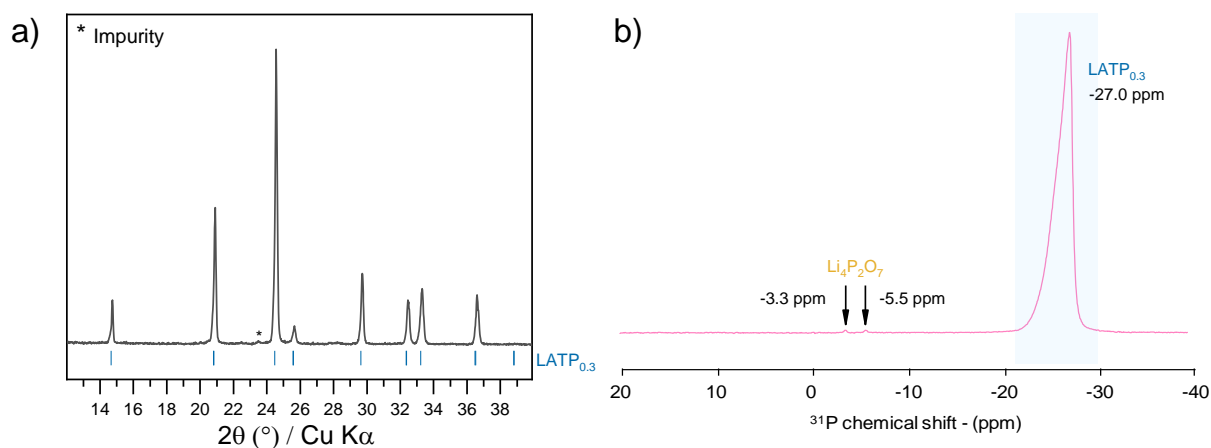 a)
* Impurity
*
LATP0.3
14 16 18 20 22 24 26 28 30 32 34 36 38
2θ (°) / Cu Kα
b)
LATP0.3
-27.0 ppm
Li4P2O7
-3.3 ppm
-5.5 ppm
20 10 0 -10 -20 -30 -40
31P chemical shift - (ppm)